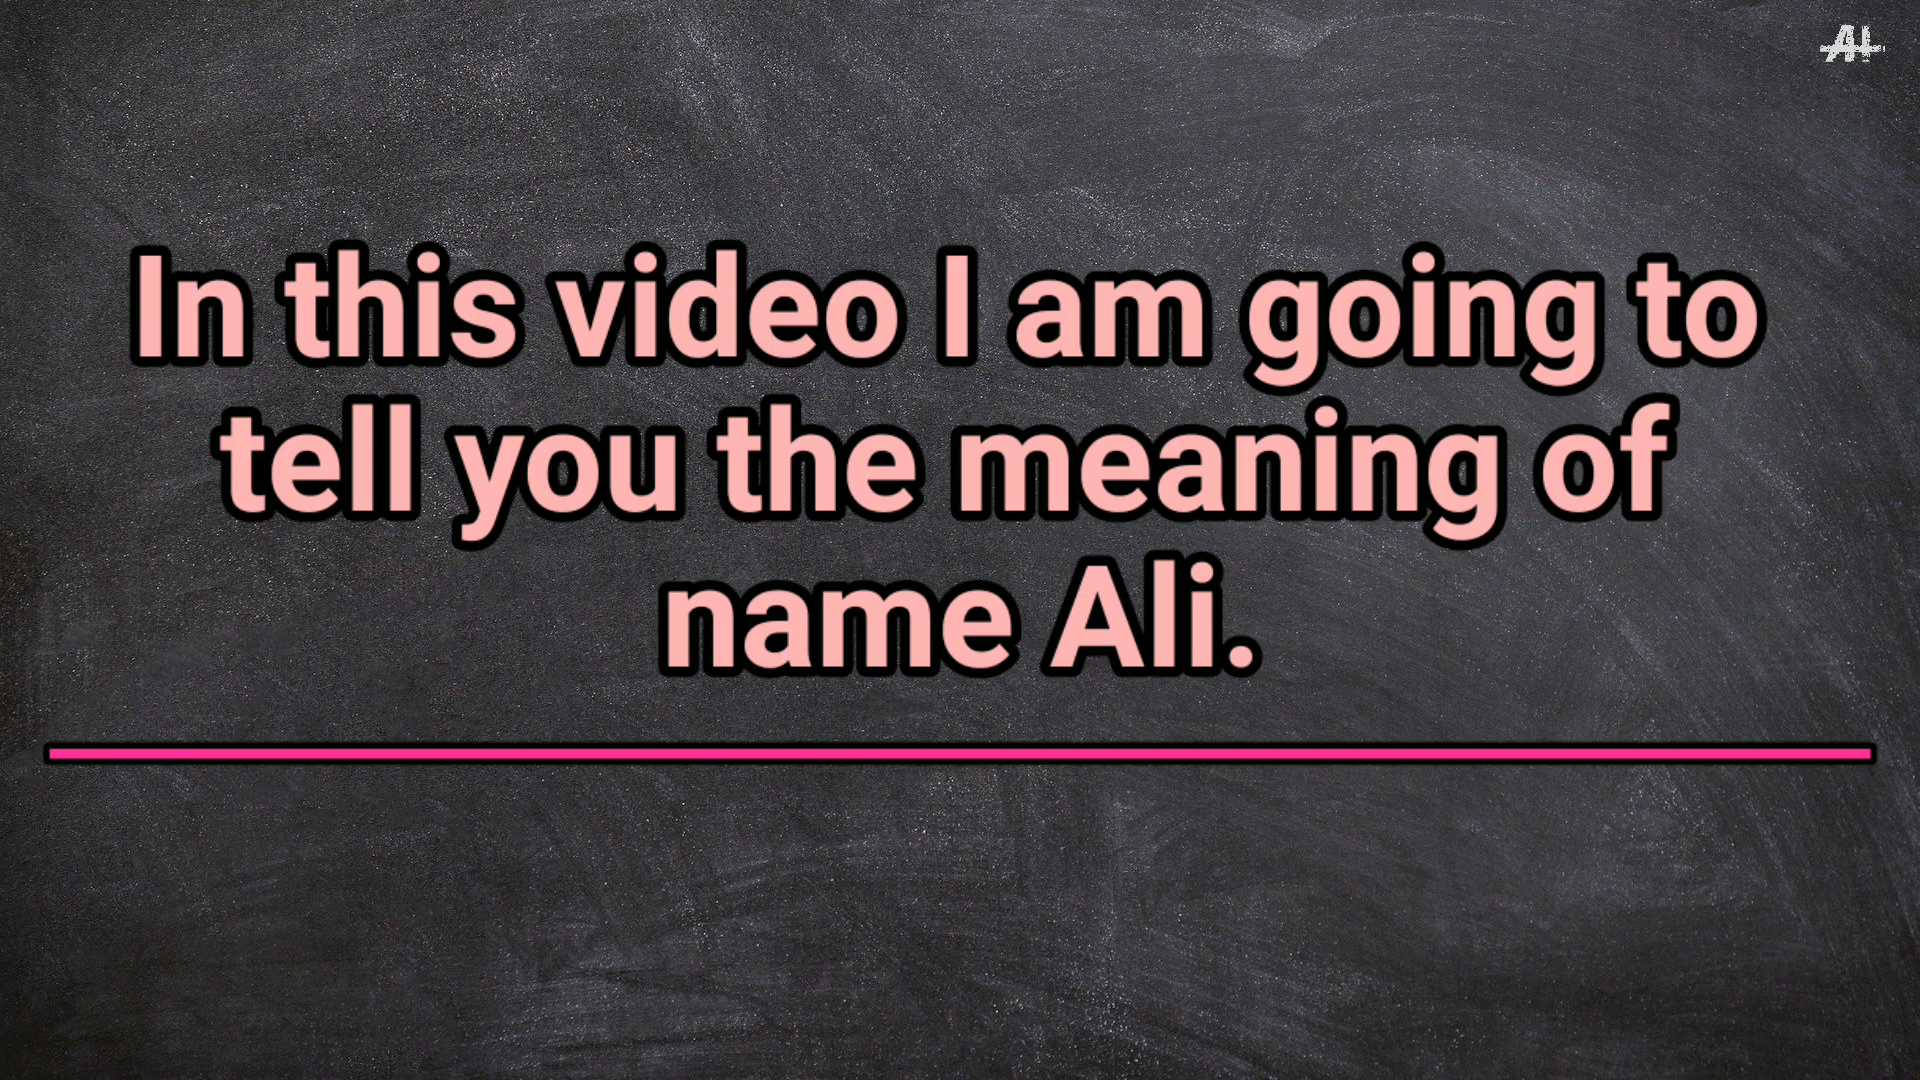 In this video I am going to
tell you the meaning of
name Ali.